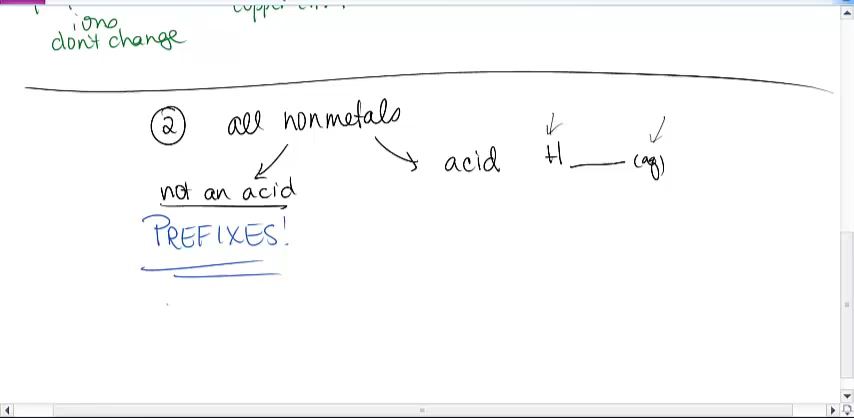 ions
don't change
② all nonmetals
acid H ___ (aq)
not an acid
PREFIXES!